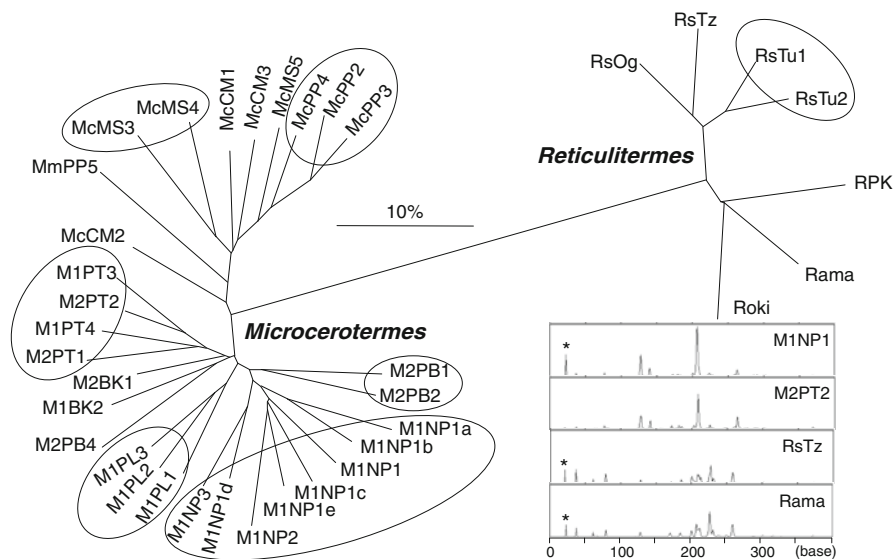 RsTz
RsOg
RsTu1
RsTu2
Reticulitermes
RPK
Rama
Roki
McMS3
McMS4
McCM1
McCM3
McMS5
McPP4
McPP2
McPP3
MmPP5
10%
McCM2
M1PT3
M2PT2
M1PT4
M2PT1
Microcerotermes
M2BK1
M1BK2
M2PB4
M2PB1
M2PB2
M1PL3
M1PL2
M1PL1
M1NP3
M1NP1d
M1NP2
M1NP1e
M1NP1c
M1NP1
M1NP1b
M1NP1a
* M1NP1
M2PT2
* RsTz
* Rama
0 100 200 300 (base)